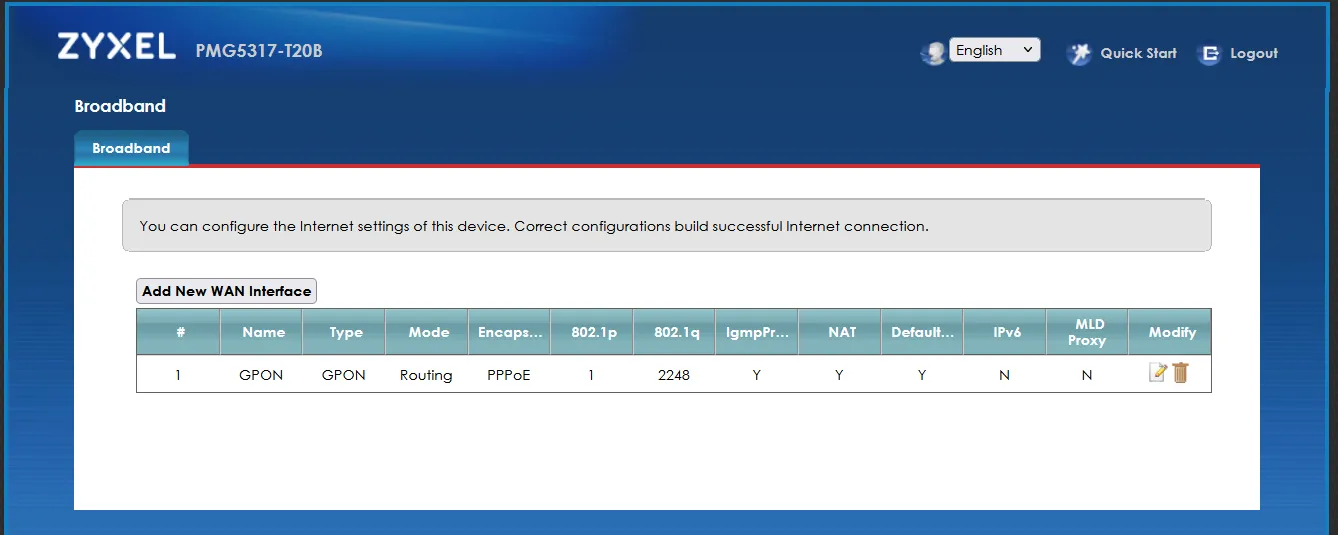 ZYXEL PMG5317-T20B English Quick Start Logout
Broadband
Broadband
You can configure the Internet settings of this device. Correct configurations build successful Internet connection.
Add New WAN Interface
# Name Type Mode Encaps... 802.1p 802.1q IgmpPr... NAT Default... IPv6 MLD Proxy Modify
1 GPON GPON Routing PPPoE 1 2248 Y Y Y N N